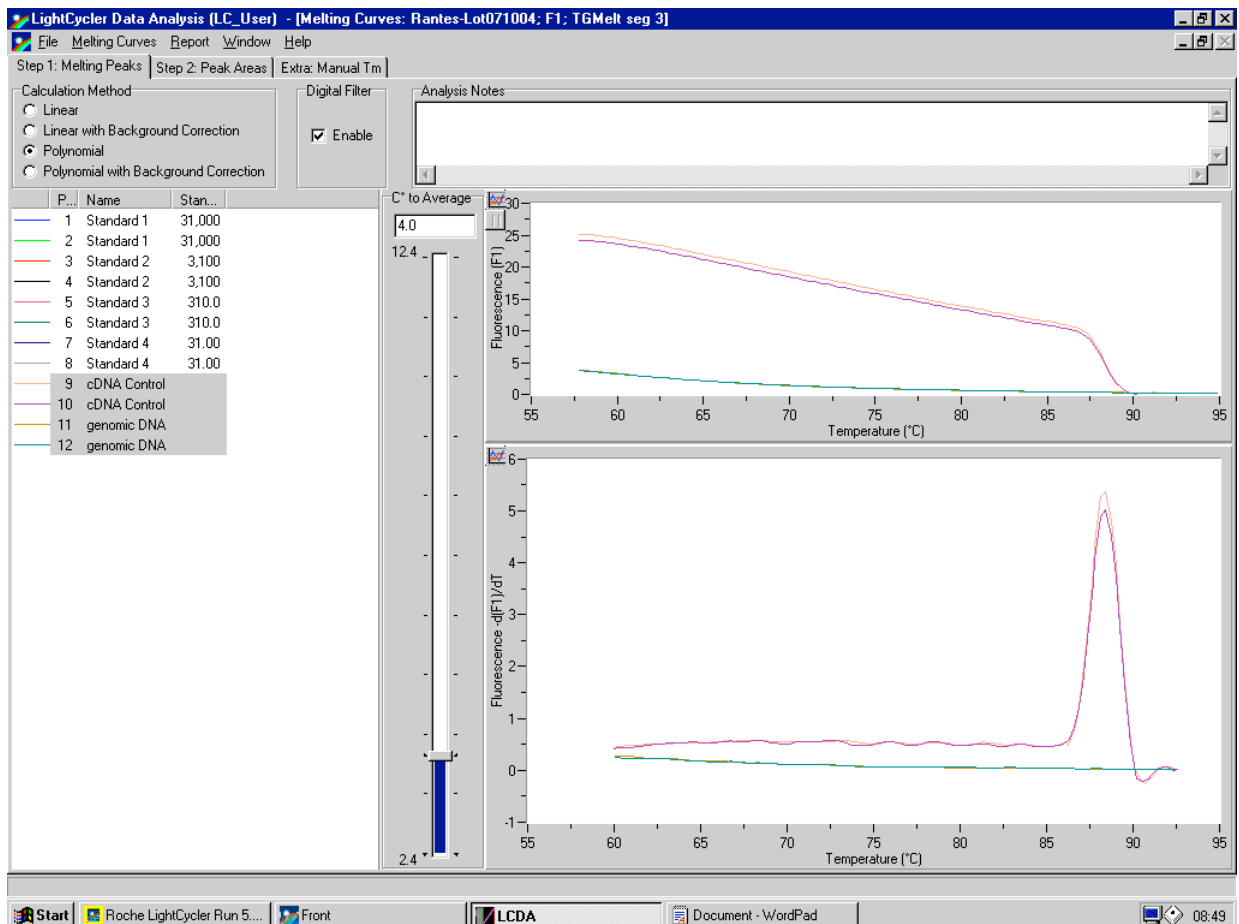 LightCycler Data Analysis (LC_User) - [Melting Curves: Rantes-Lot071004; F1; TGMelt seg 3]
File Melting Curves Report Window Help
Step 1: Melting Peaks Step 2: Peak Areas Extra: Manual Tm
Calculation Method
Linear
Linear with Background Correction
Polynomial
Polynomial with Background Correction
Digital Filter
Enable
Analysis Notes
P... Name Stan...
1 Standard 1 31,000
2 Standard 1 31,000
3 Standard 2 3,100
4 Standard 2 3,100
5 Standard 3 310.0
6 Standard 3 310.0
7 Standard 4 31.00
8 Standard 4 31.00
9 cDNA Control
10 cDNA Control
11 genomic DNA
12 genomic DNA
C° to Average
4.0
12.4
2.4
Fluorescence (F1)
30
25
20
15
10
5
0
55 60 65 70 75 80 85 90 95
Temperature (°C)
Fluorescence -d(F1)/dT
6
5
4
3
2
1
0
-1
55 60 65 70 75 80 85 90 95
Temperature (°C)
Start Roche LightCycler Run 5.... Front LCDA Document - WordPad 08:49